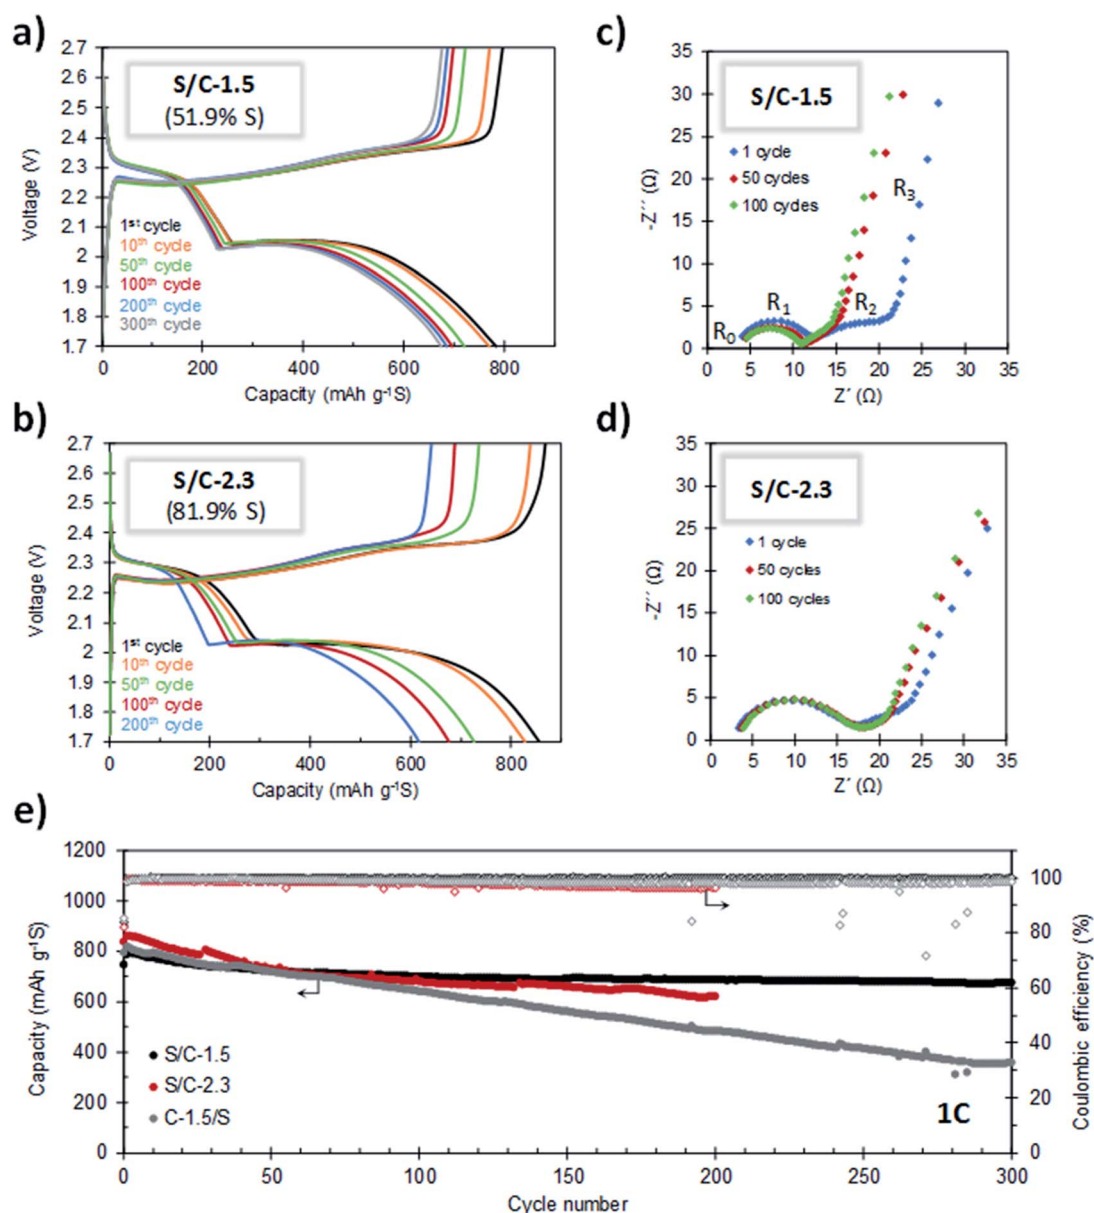 a)
2.7
2.6
2.5
2.4
2.3
2.2
2.1
2
1.9
1.8
1.7
Voltage (V)
S/C-1.5
(51.9% S)
1st cycle
10th cycle
50th cycle
100th cycle
200th cycle
300th cycle
0 200 400 600 800
Capacity (mAh g-1S)
c)
35
30
25
20
15
10
5
0
-Z´´ (Ω)
S/C-1.5
1 cycle
50 cycles
100 cycles
R0
R1
R2
R3
0 5 10 15 20 25 30 35
Z´ (Ω)
b)
2.7
2.6
2.5
2.4
2.3
2.2
2.1
2
1.9
1.8
1.7
Voltage (V)
S/C-2.3
(81.9% S)
1st cycle
10th cycle
50th cycle
100th cycle
200th cycle
0 200 400 600 800
Capacity (mAh g-1S)
d)
35
30
25
20
15
10
5
0
-Z´´ (Ω)
S/C-2.3
1 cycle
50 cycles
100 cycles
0 5 10 15 20 25 30 35
Z´ (Ω)
e)
1200
1000
800
600
400
200
0
Capacity (mAh g-1S)
S/C-1.5
S/C-2.3
C-1.5/S
1C
100
80
60
40
20
0
Coulombic efficiency (%)
0 50 100 150 200 250 300
Cycle number